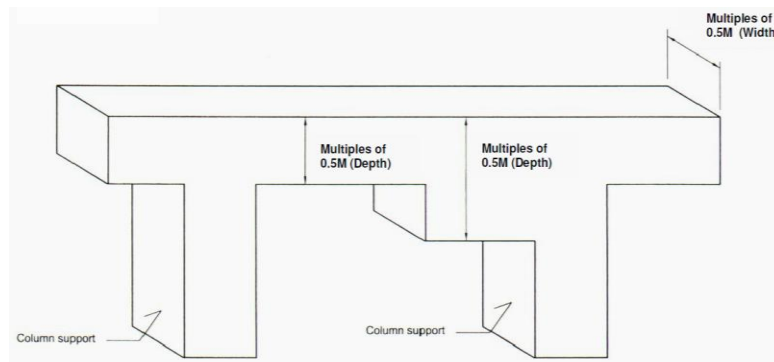 Multiples of
0.5M (Width
Multiples of
0.5M (Depth)
Multiples of
0.5M (Depth)
Column support
Column support